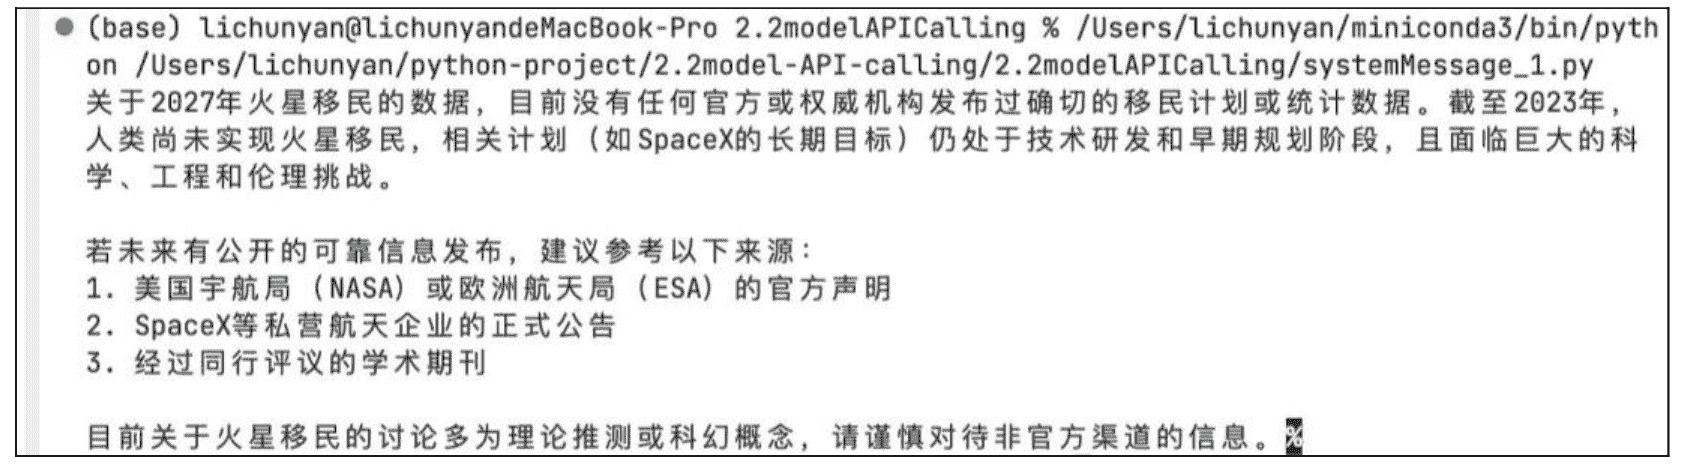 (base) lichunyan@lichunyandeMacBook-Pro 2.2modelAPICalling % /Users/lichunyan/miniconda3/bin/pyth
on /Users/lichunyan/python-project/2.2model-API-calling/2.2modelAPICalling/systemMessage_1.py
关于2027年火星移民的数据，目前没有任何官方或权威机构发布过确切的移民计划或统计数据。截至2023年，
人类尚未实现火星移民，相关计划（如SpaceX的长期目标）仍处于技术研发和早期规划阶段，且面临巨大的科
学、工程和伦理挑战。
若未来有公开的可靠信息发布，建议参考以下来源：
1. 美国宇航局（NASA）或欧洲航天局（ESA）的官方声明
2. SpaceX等私营航天企业的正式公告
3. 经过同行评议的学术期刊
目前关于火星移民的讨论多为理论推测或科幻概念，请谨慎对待非官方渠道的信息。%